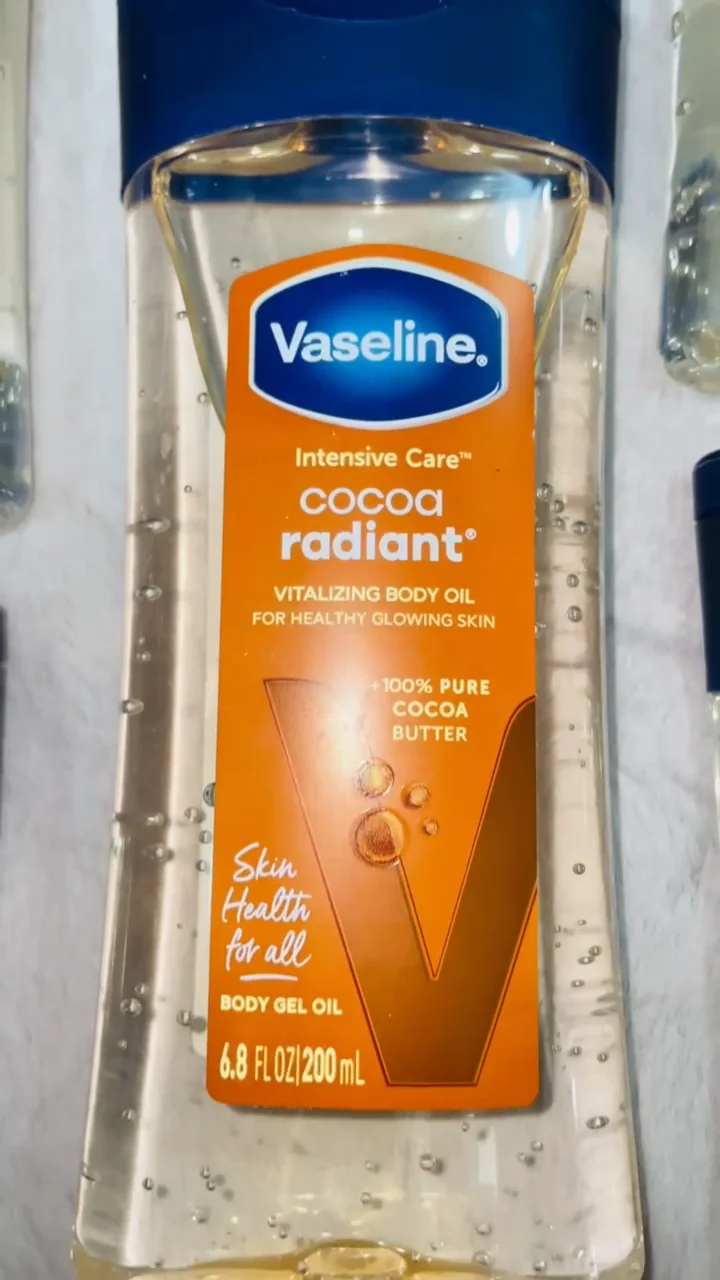 Vaseline®
Intensive Care™
cocoa
radiant®
VITALIZING BODY OIL
FOR HEALTHY GLOWING SKIN
+100% PURE
COCOA
BUTTER
Skin
Health
for all
BODY GEL OIL
6.8 FL OZ|200 mL